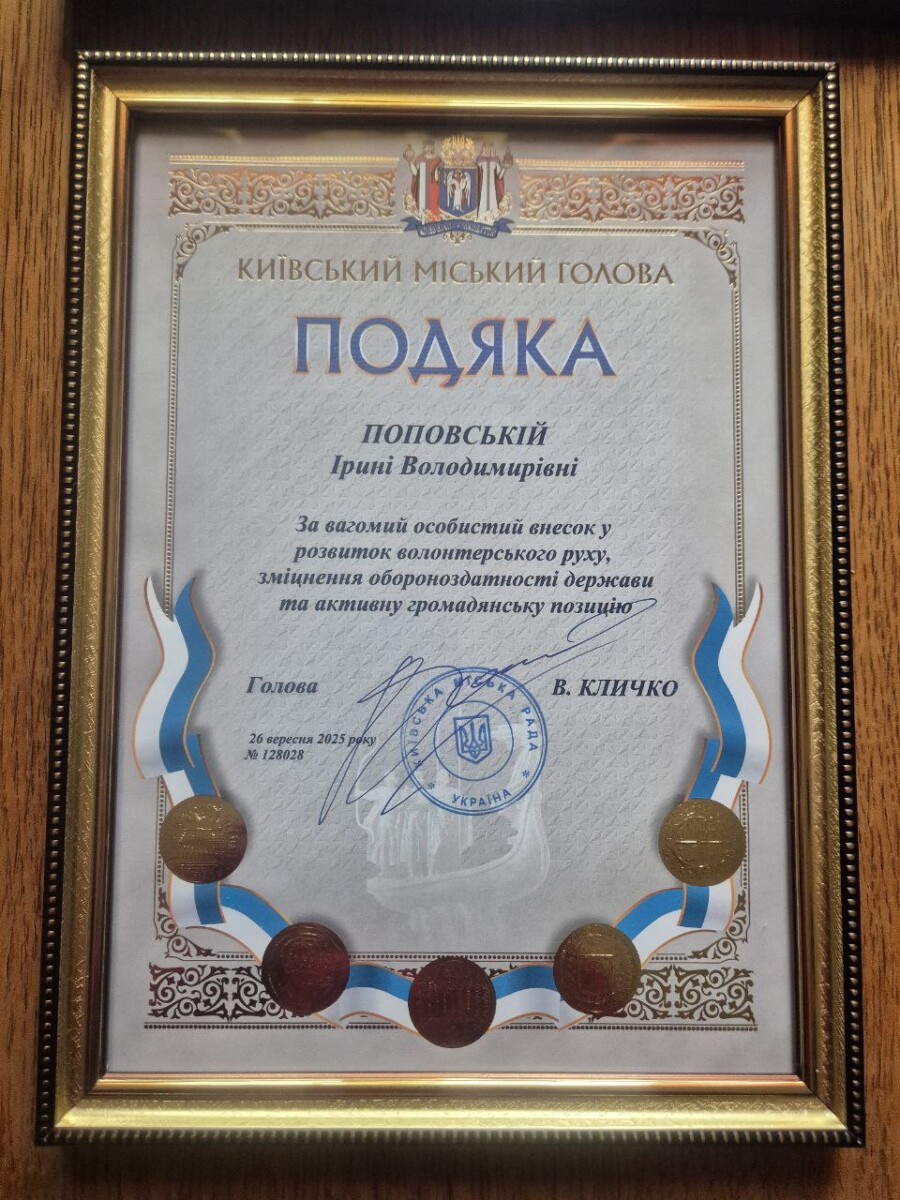 КИЇВСЬКИЙ МІСЬКИЙ ГОЛОВА
ПОДЯКА
ПОПОВСЬКІЙ
Ірині Володимирівні
За вагомий особистий внесок у
розвиток волонтерського руху,
зміцнення обороноздатності держави
та активну громадянську позицію
Голова
В. КЛИЧКО
26 вересня 2025 року
№ 128028
КИЇВСЬКА МІСЬКА РАДА
* УКРАЇНА *